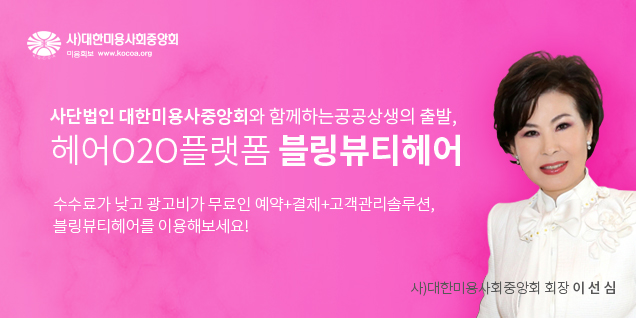 사)대한미용사회중앙회
미용회보 www.kocoa.org
사단법인 대한미용사중앙회와 함께하는공공상생의 출발,
헤어O2O플랫폼 블링뷰티헤어
수수료가 낮고 광고비가 무료인 예약+결제+고객관리솔루션,
블링뷰티헤어를 이용해보세요!
사)대한미용사회중앙회 회장 이 선 심